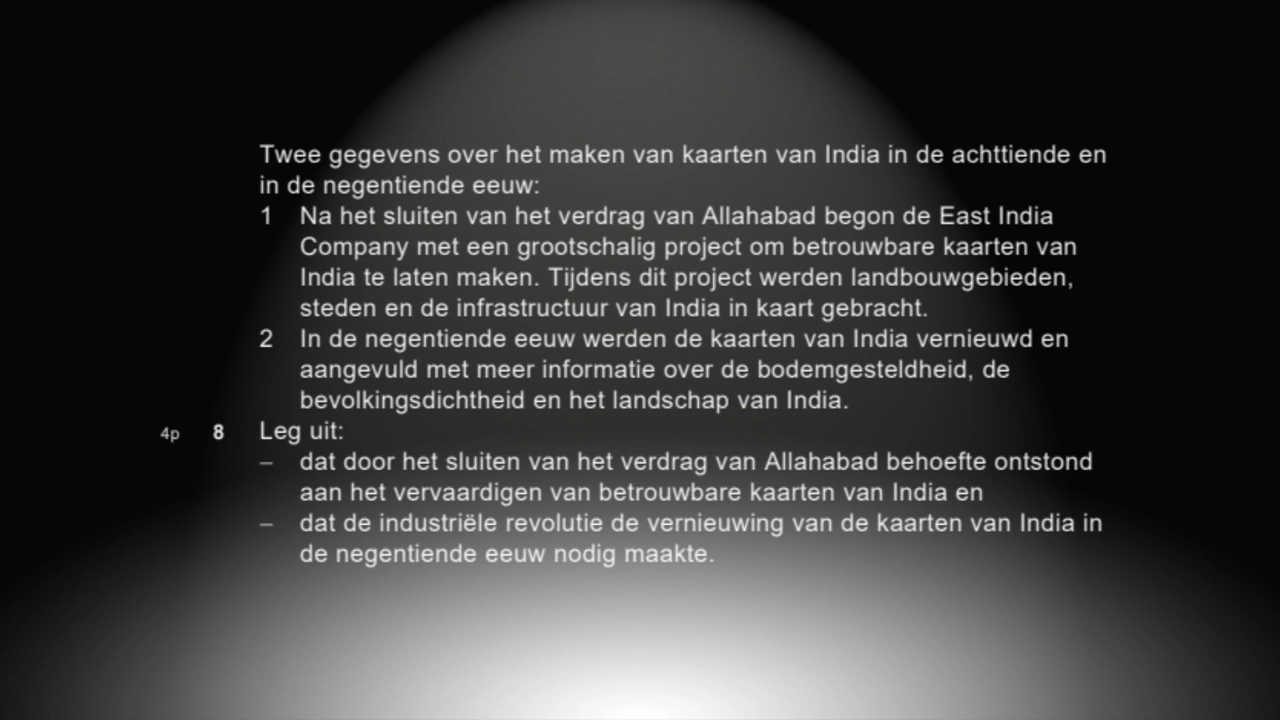 Twee gegevens over het maken van kaarten van India in de achttiende en
in de negentiende eeuw:
1 Na het sluiten van het verdrag van Allahabad begon de East India
Company met een grootschalig project om betrouwbare kaarten van
India te laten maken. Tijdens dit project werden landbouwgebieden,
steden en de infrastructuur van India in kaart gebracht.
2 In de negentiende eeuw werden de kaarten van India vernieuwd en
aangevuld met meer informatie over de bodemgesteldheid, de
bevolkingsdichtheid en het landschap van India.
4p 8 Leg uit:
– dat door het sluiten van het verdrag van Allahabad behoefte ontstond
aan het vervaardigen van betrouwbare kaarten van India en
– dat de industriële revolutie de vernieuwing van de kaarten van India in
de negentiende eeuw nodig maakte.